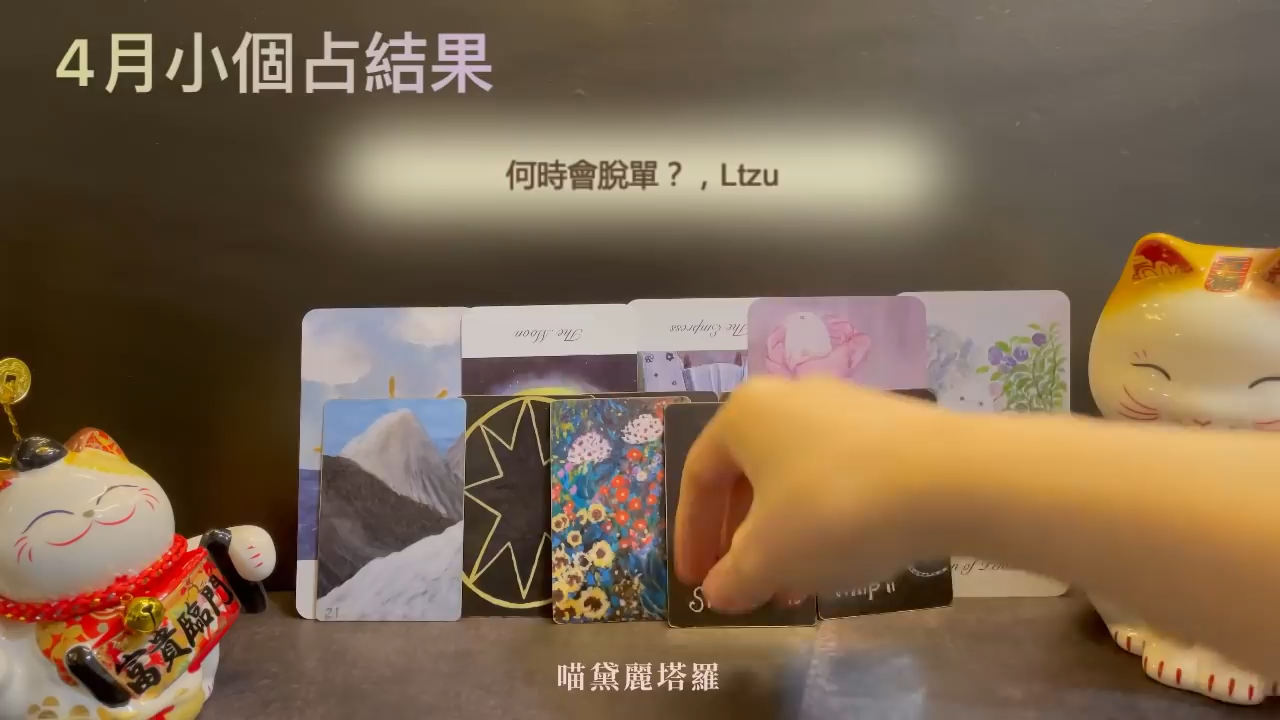 4月小個占結果
何時會脫單？，Ltzu
The Moon
The Empress
21
富貴臨門
喵黛麗塔羅